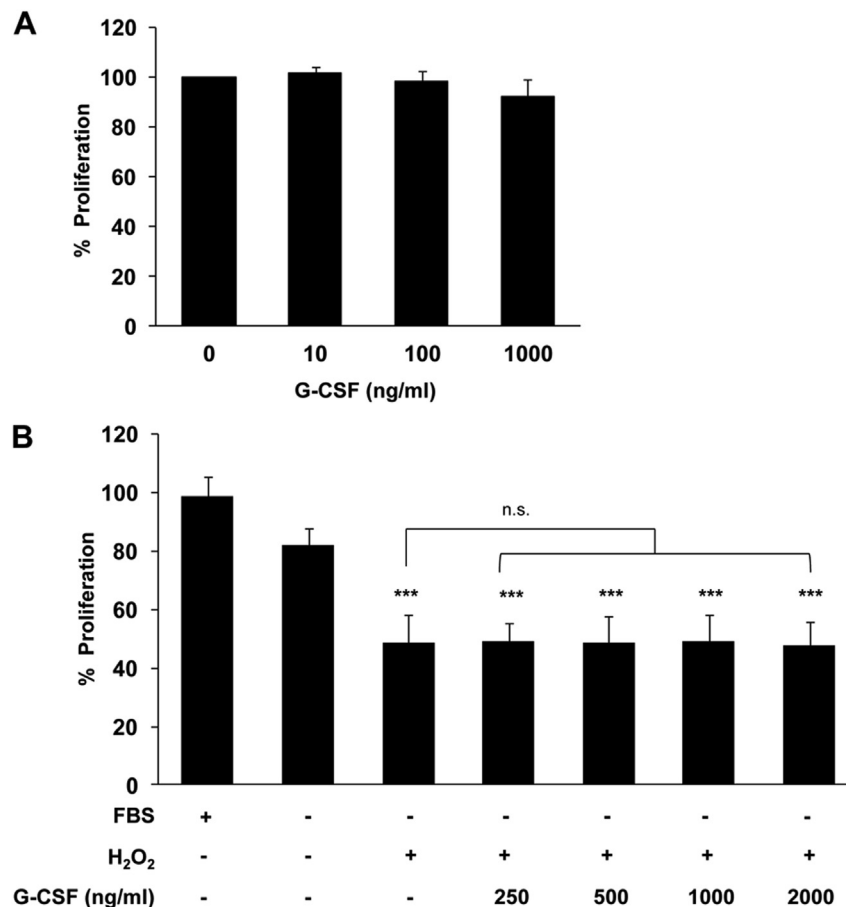 A
120
100
80
60
40
20
0
% Proliferation
0 10 100 1000
G-CSF (ng/ml)
B
120
100
80
60
40
20
0
% Proliferation
n.s.
*** *** *** *** ***
FBS + - - - - - -
H₂O₂ - - + + + + +
G-CSF (ng/ml) - - - 250 500 1000 2000